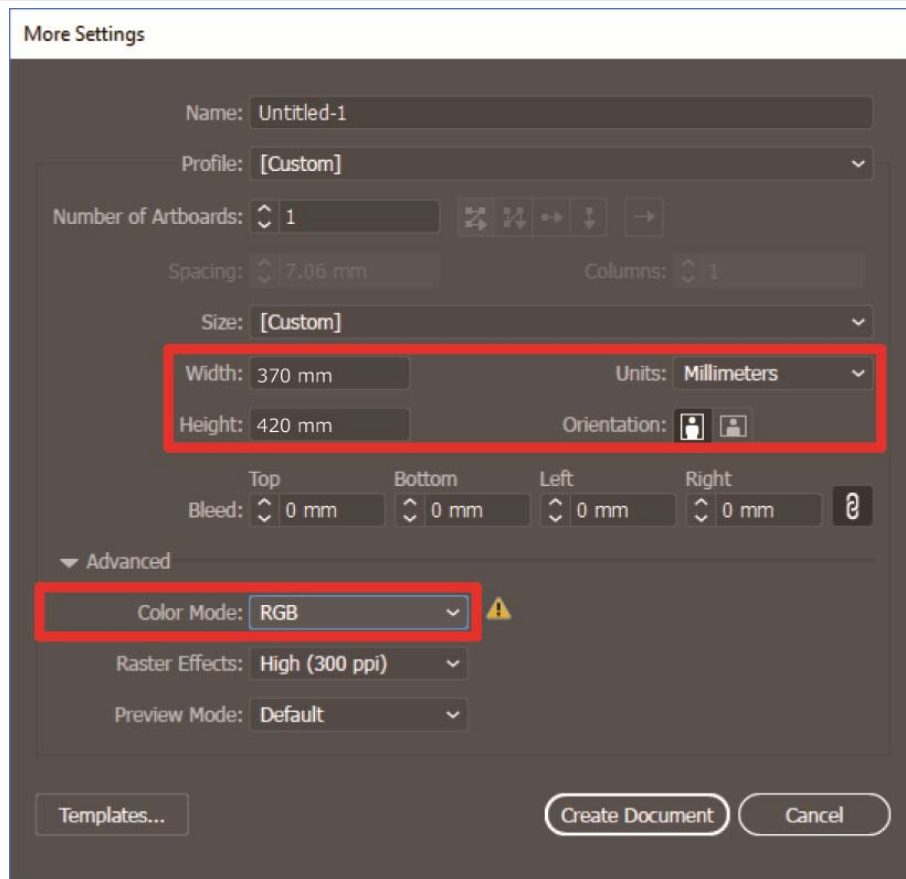 More Settings
Name: Untitled-1
Profile: [Custom]
Number of Artboards: 1
Spacing: 7.06 mm Columns: 1
Size: [Custom]
Width: 370 mm Units: Millimeters
Height: 420 mm Orientation:
Top Bottom Left Right
Bleed: 0 mm 0 mm 0 mm 0 mm
Advanced
Color Mode: RGB
Raster Effects: High (300 ppi)
Preview Mode: Default
Templates... Create Document Cancel